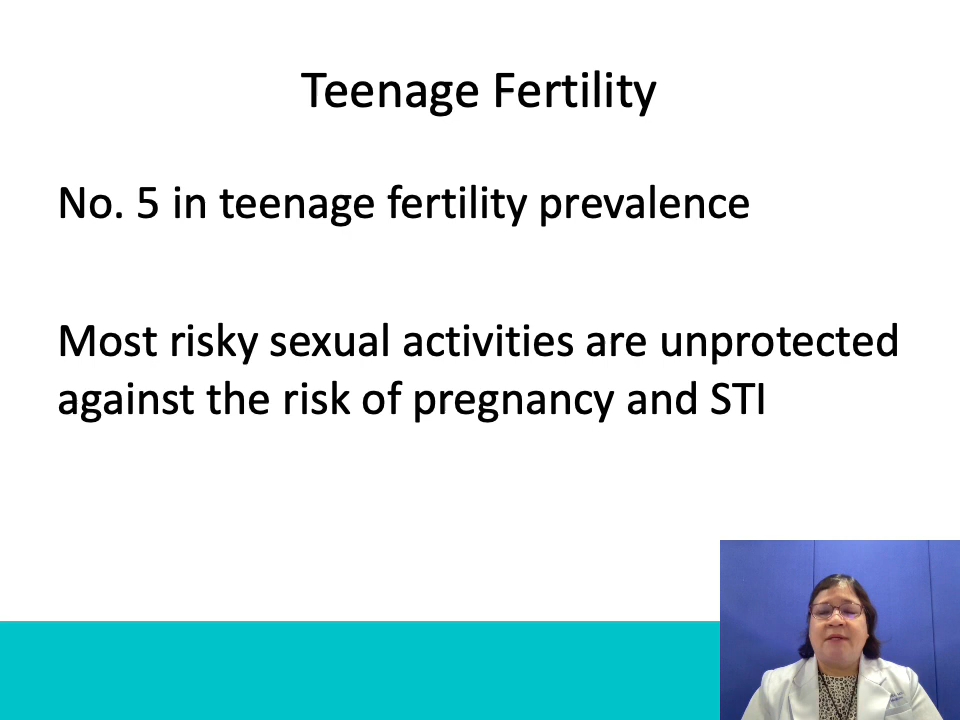 Teenage Fertility
No. 5 in teenage fertility prevalence
Most risky sexual activities are unprotected
against the risk of pregnancy and STI